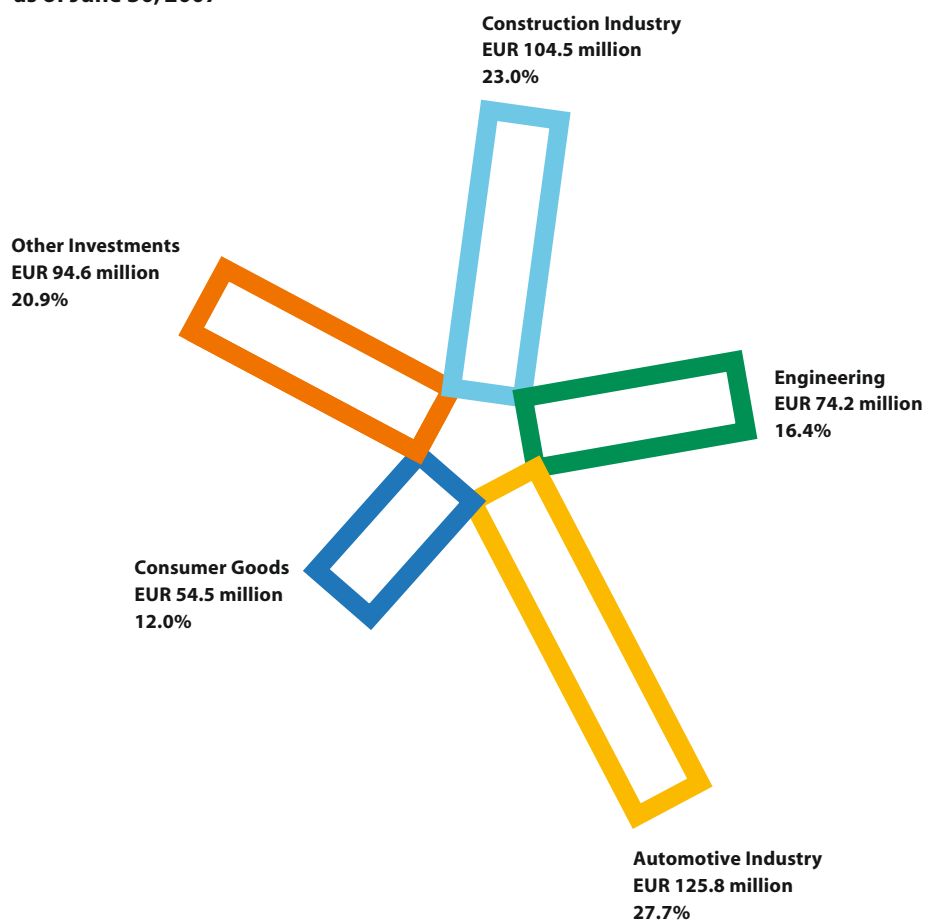 Construction Industry
EUR 104.5 million
23.0%
Other Investments
EUR 94.6 million
20.9%
Engineering
EUR 74.2 million
16.4%
Consumer Goods
EUR 54.5 million
12.0%
Automotive Industry
EUR 125.8 million
27.7%